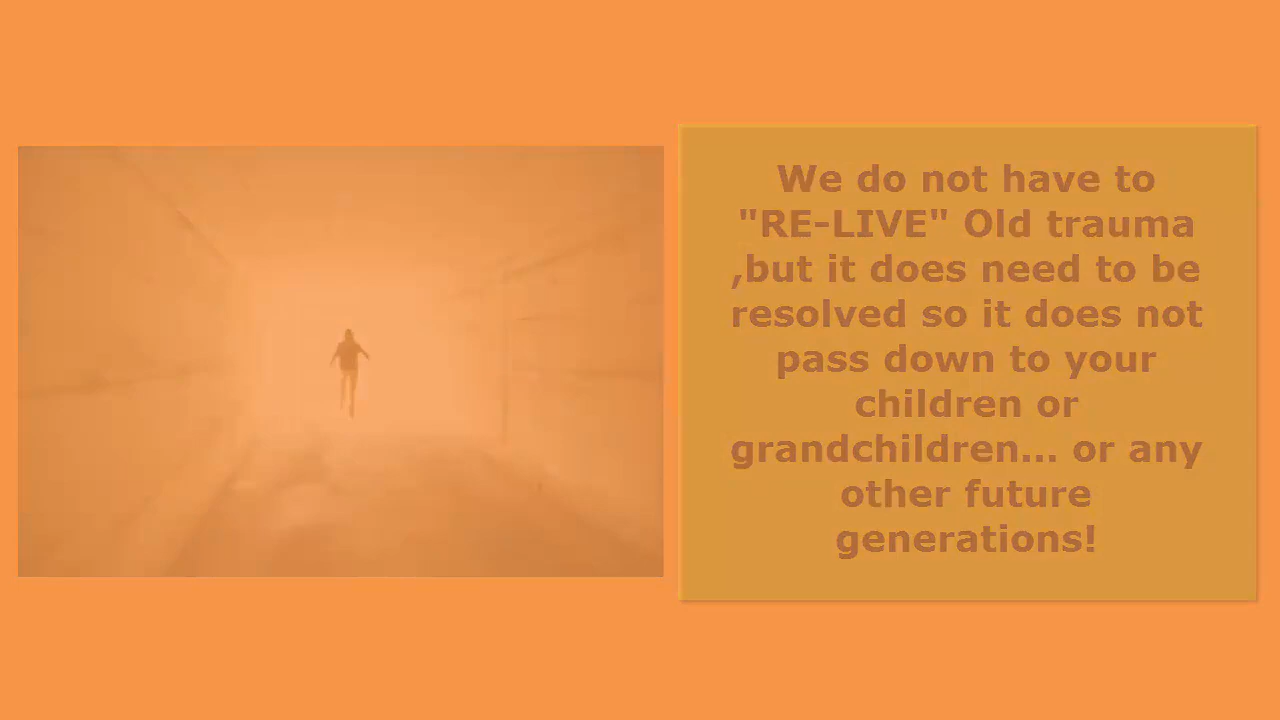 We do not have to
"RE-LIVE" Old trauma
,but it does need to be
resolved so it does not
pass down to your
children or
grandchildren... or any
other future
generations!